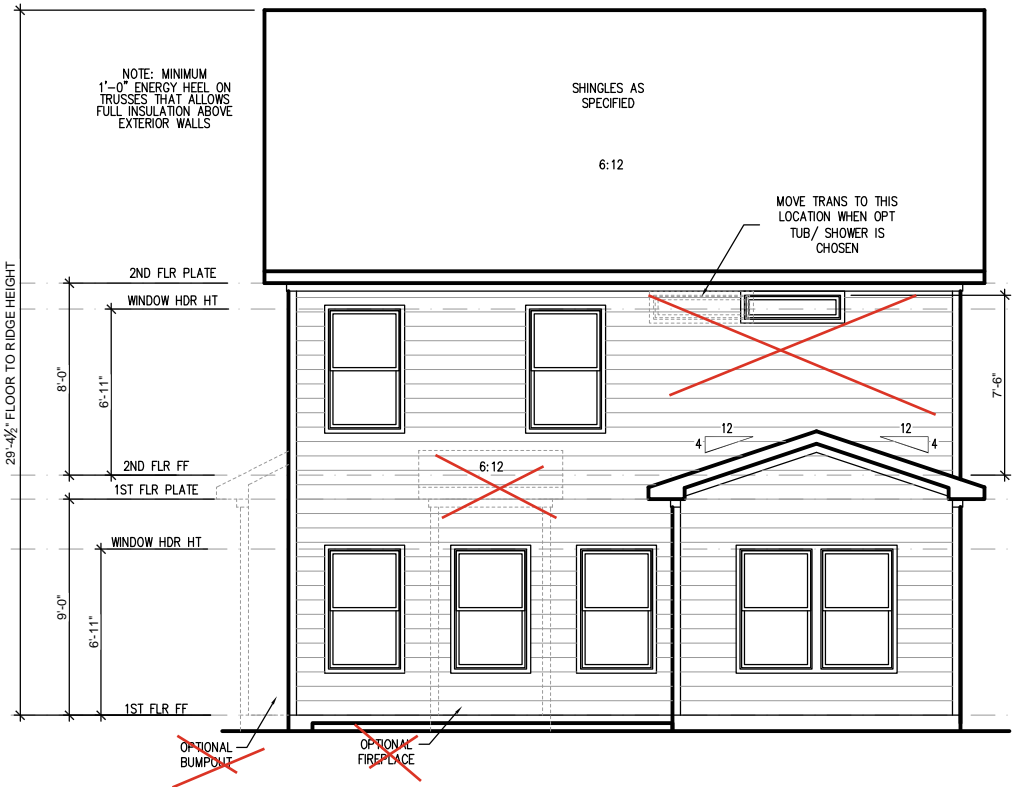 NOTE: MINIMUM
1'-0" ENERGY HEEL ON
TRUSSES THAT ALLOWS
FULL INSULATION ABOVE
EXTERIOR WALLS
SHINGLES AS
SPECIFIED
6:12
MOVE TRANS TO THIS
LOCATION WHEN OPT
TUB/ SHOWER IS
CHOSEN
29'-4½" FLOOR TO RIDGE HEIGHT
2ND FLR PLATE
WINDOW HDR HT
8'-0"
6'-11"
7'-6"
12
4
12
4
2ND FLR FF
6:12
1ST FLR PLATE
WINDOW HDR HT
9'-0"
6'-11"
1ST FLR FF
OPTIONAL
BUMPOUT
OPTIONAL
FIREPLACE